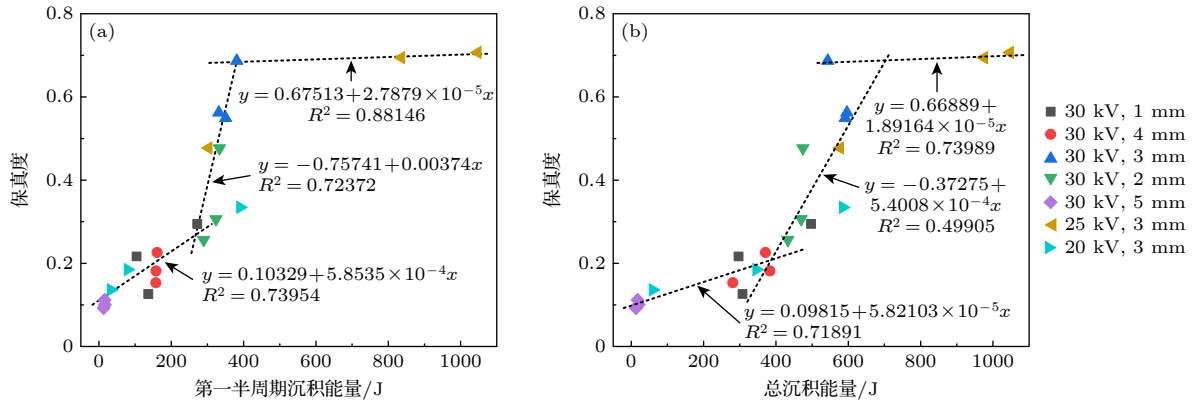 (a)
0.8
0.6
0.4
0.2
0
保真度
y = 0.67513+2.7879×10⁻⁵x
R² = 0.88146
y = −0.75741+0.00374x
R² = 0.72372
y = 0.10329+5.8535×10⁻⁴x
R² = 0.73954
0 200 400 600 800 1000
第一半周期沉积能量/J
(b)
0.8
0.6
0.4
0.2
0
保真度
y = 0.66889+
1.89164×10⁻⁵x
R² = 0.73989
y = −0.37275+
5.4008×10⁻⁴x
R² = 0.49905
y = 0.09815+5.82103×10⁻⁵x
R² = 0.71891
0 200 400 600 800 1000
总沉积能量/J
30 kV, 1 mm
30 kV, 4 mm
30 kV, 3 mm
30 kV, 2 mm
30 kV, 5 mm
25 kV, 3 mm
20 kV, 3 mm